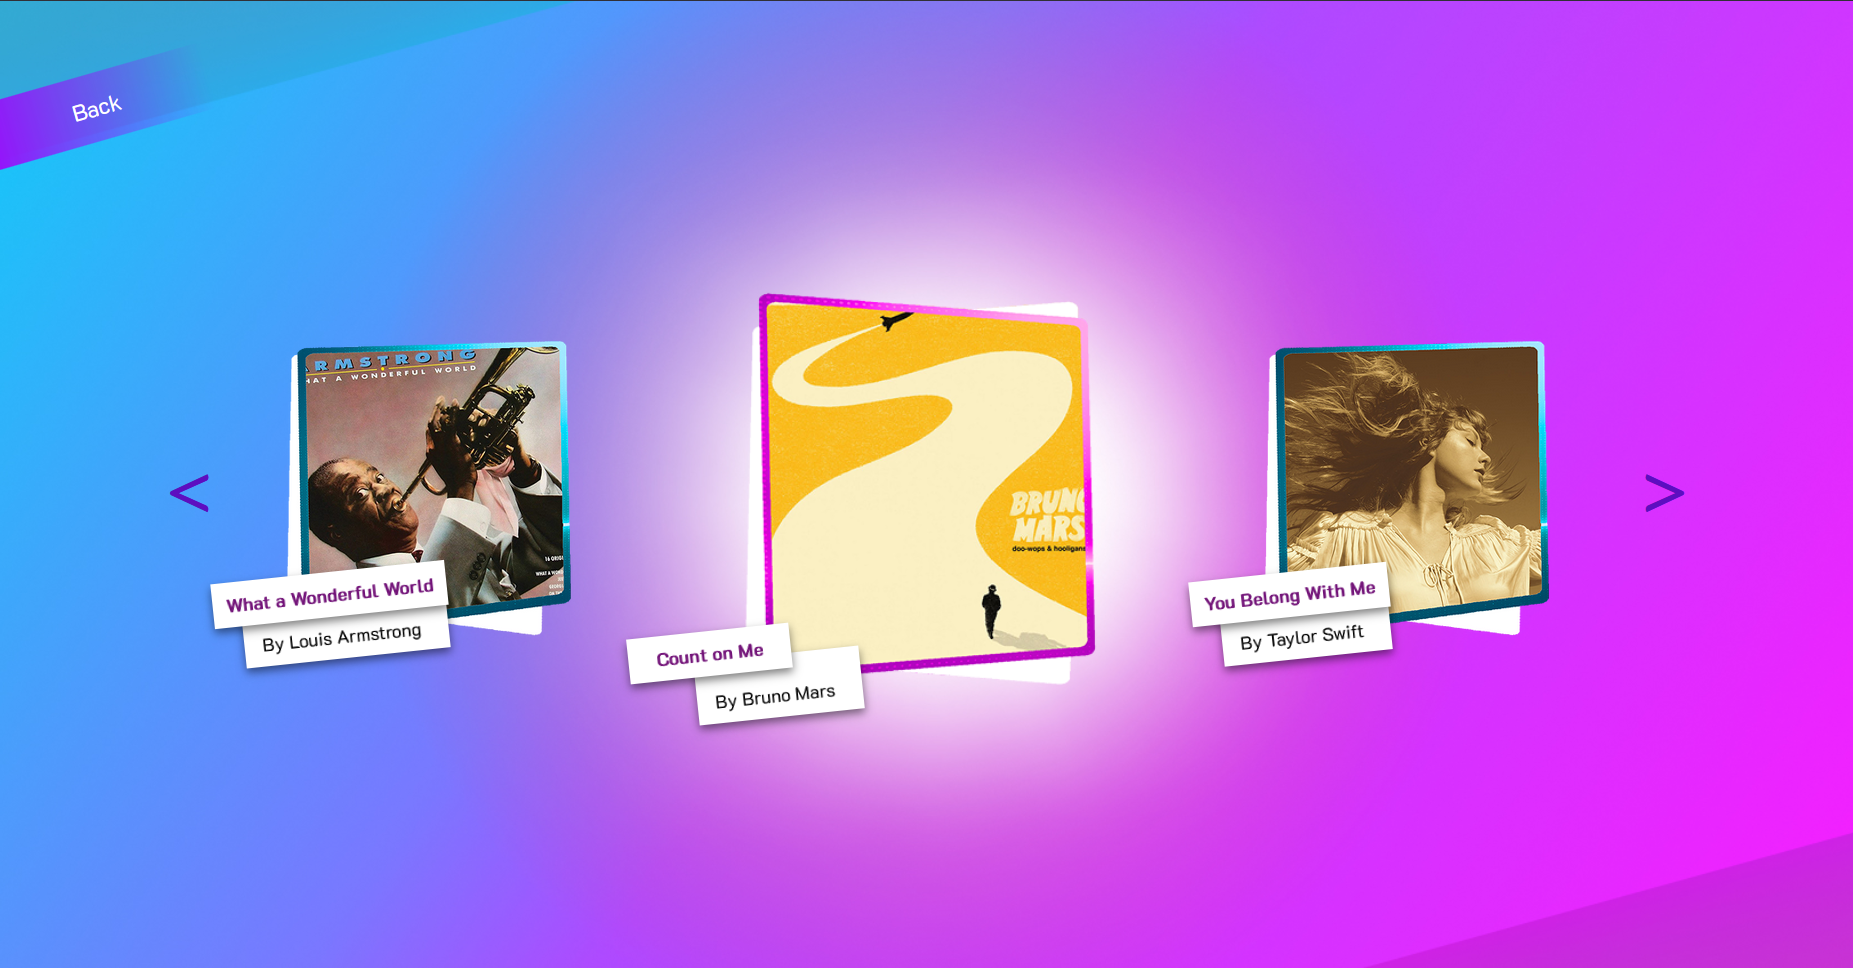 Back
ARMSTRONG
HAT A WONDERFUL WORLD
What a Wonderful World
By Louis Armstrong
<
BRUNO
MARS
doo-wops & hooligans
Count on Me
By Bruno Mars
You Belong With Me
By Taylor Swift
>